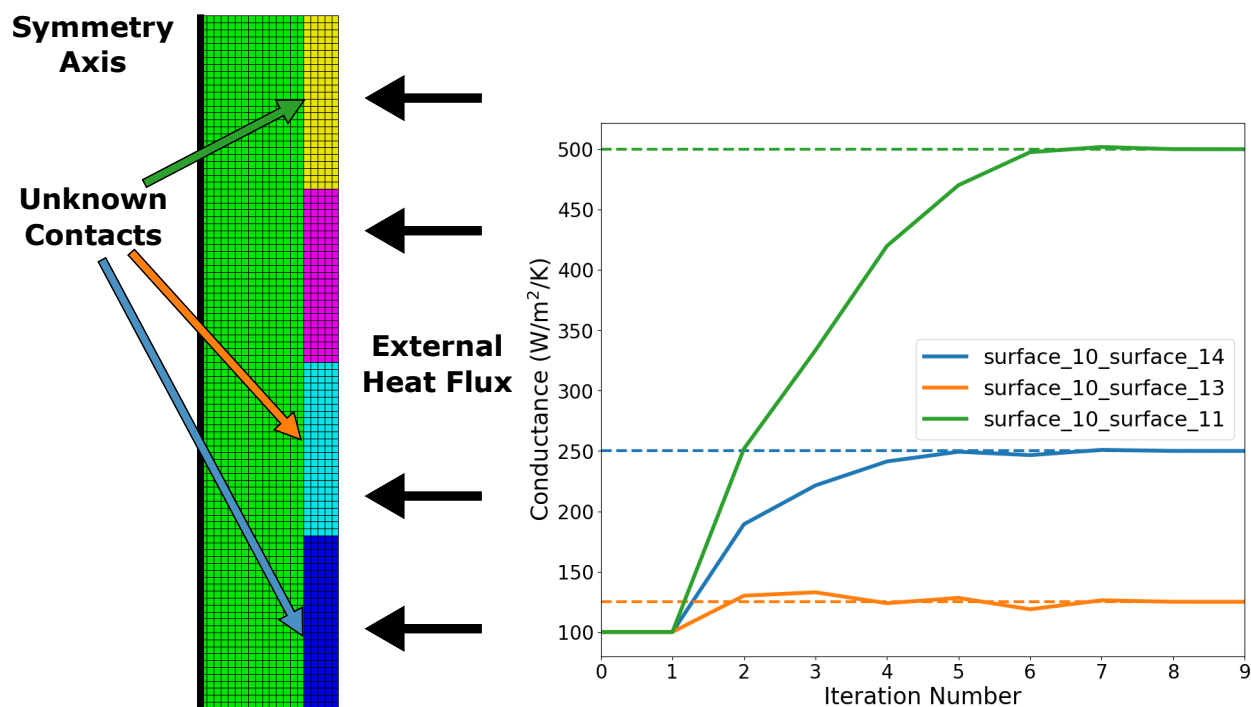 Symmetry
Axis
Unknown
Contacts
External
Heat Flux
Conductance (W/m²/K)
500
450
400
350
300
250
200
150
100
surface_10_surface_14
surface_10_surface_13
surface_10_surface_11
0 1 2 3 4 5 6 7 8 9
Iteration Number